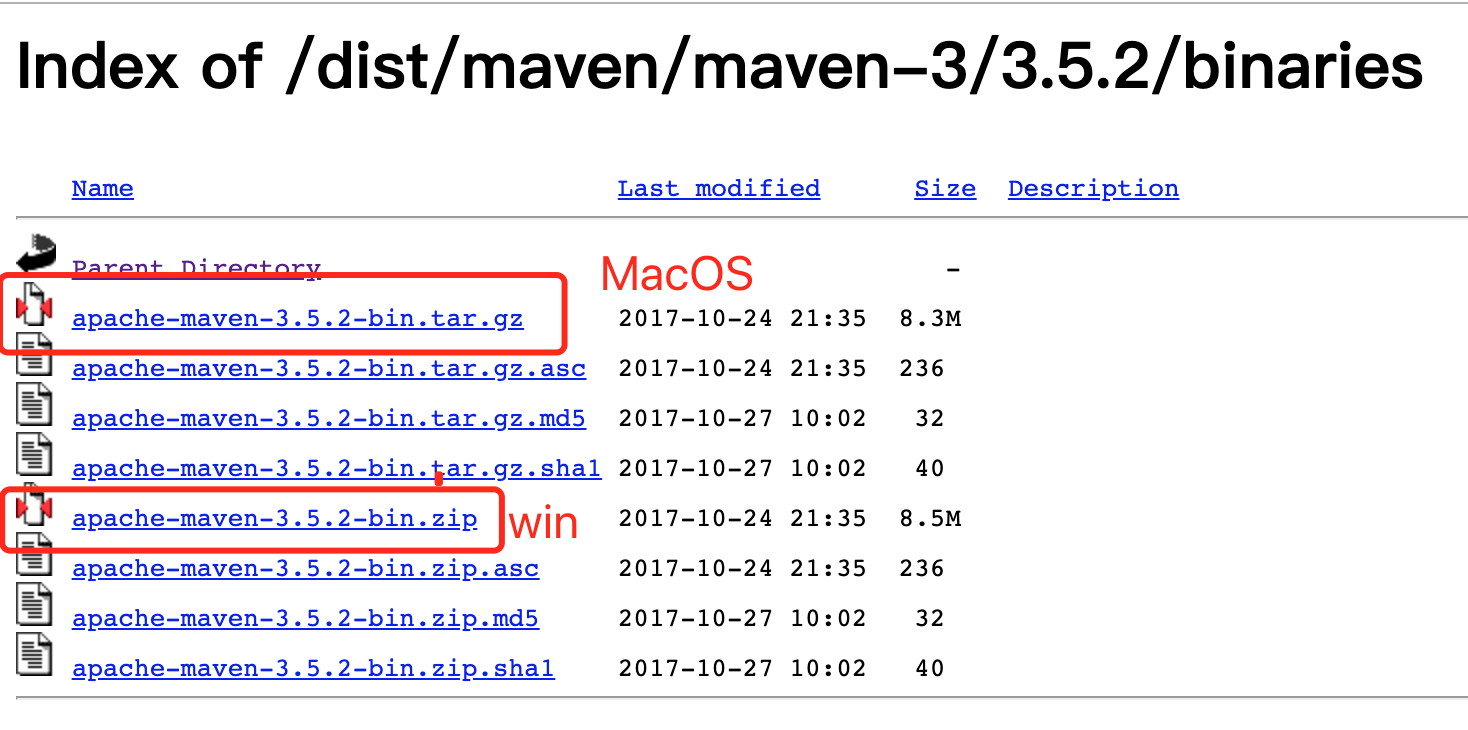 Index of /dist/maven/maven-3/3.5.2/binaries
Name Last modified Size Description
Parent Directory -
MacOS
apache-maven-3.5.2-bin.tar.gz 2017-10-24 21:35 8.3M
apache-maven-3.5.2-bin.tar.gz.asc 2017-10-24 21:35 236
apache-maven-3.5.2-bin.tar.gz.md5 2017-10-27 10:02 32
apache-maven-3.5.2-bin.tar.gz.sha1 2017-10-27 10:02 40
apache-maven-3.5.2-bin.zip win 2017-10-24 21:35 8.5M
apache-maven-3.5.2-bin.zip.asc 2017-10-24 21:35 236
apache-maven-3.5.2-bin.zip.md5 2017-10-27 10:02 32
apache-maven-3.5.2-bin.zip.sha1 2017-10-27 10:02 40